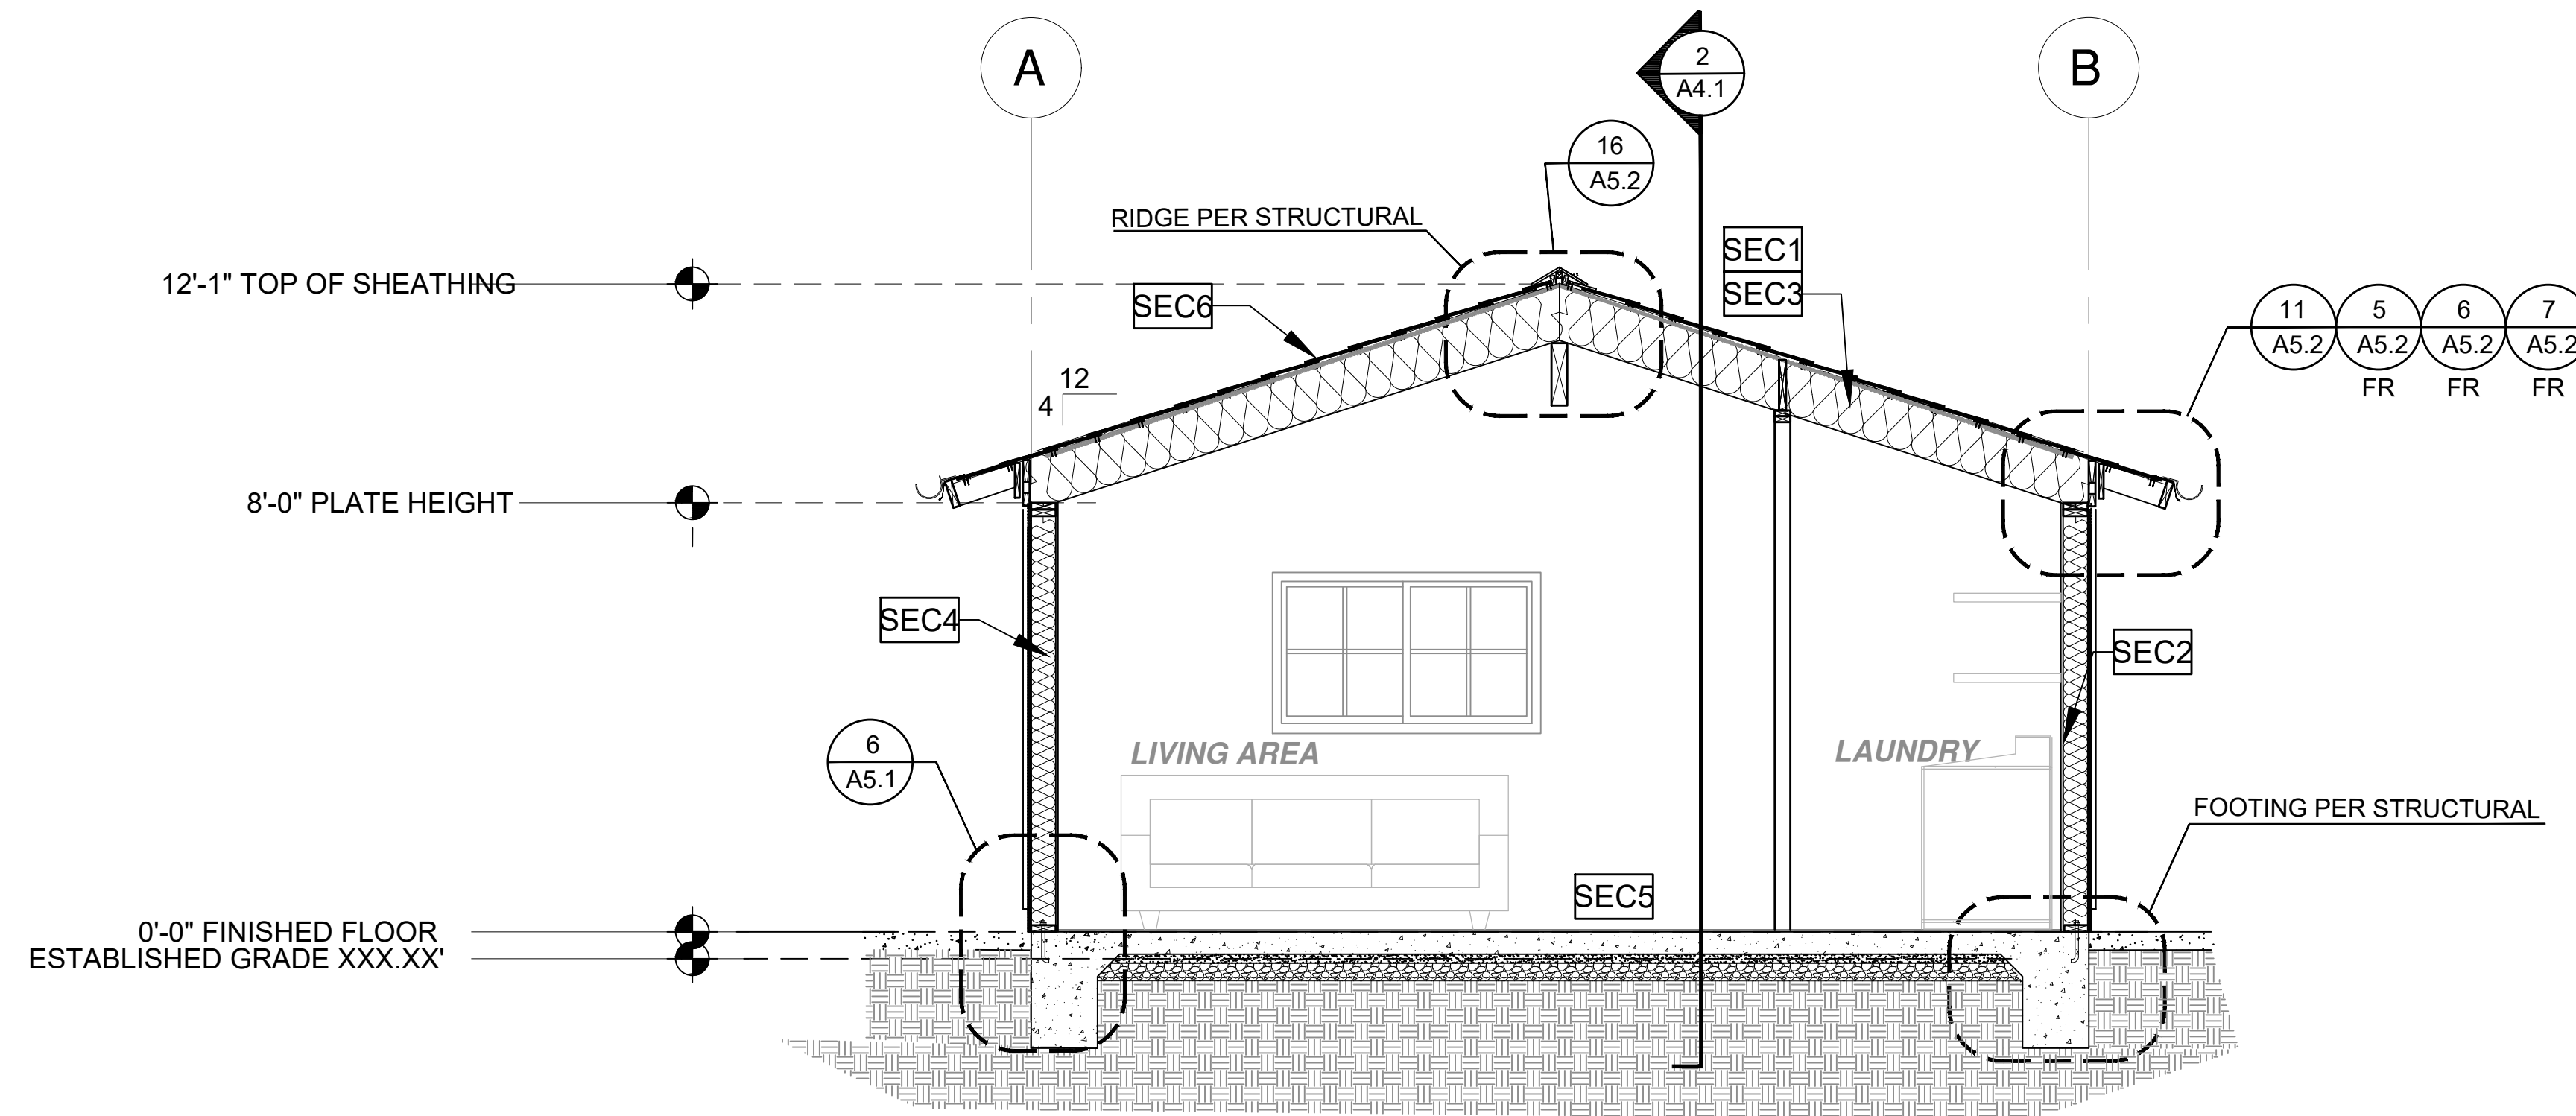 A
B
2
A4.1
16
A5.2
RIDGE PER STRUCTURAL
SEC1
SEC3
12'-1" TOP OF SHEATHING
SEC6
11
A5.2
5
A5.2
FR
6
A5.2
FR
7
A5.2
FR
12
4
8'-0" PLATE HEIGHT
SEC4
SEC2
6
A5.1
LIVING AREA
LAUNDRY
FOOTING PER STRUCTURAL
SEC5
0'-0" FINISHED FLOOR
ESTABLISHED GRADE XXX.XX'